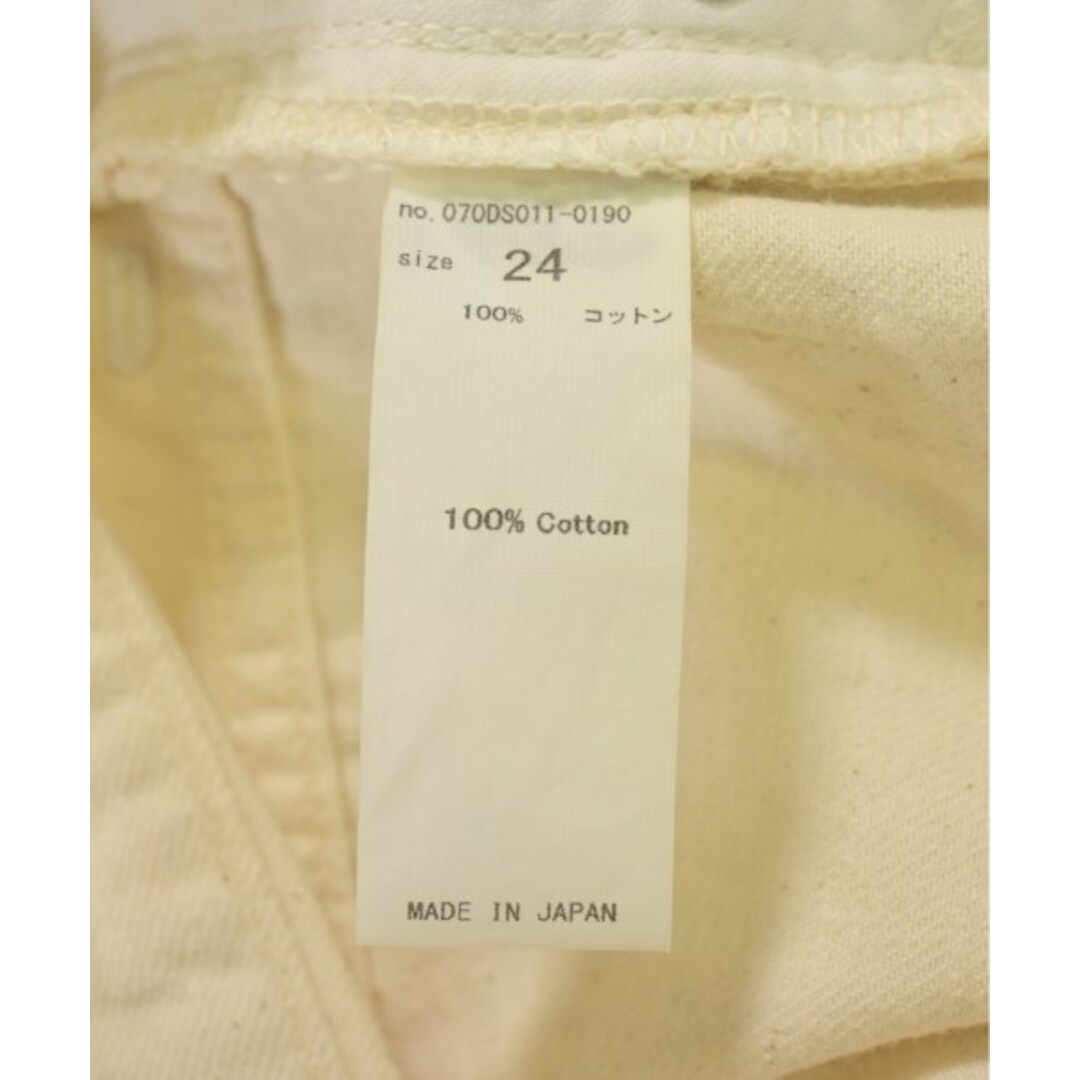 no. 070DS011-0190
size 24
100% コットン
100% Cotton
MADE IN JAPAN